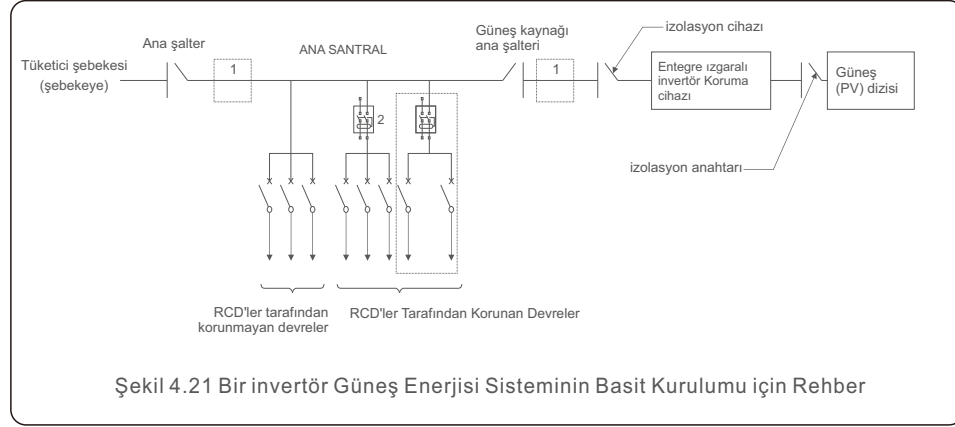 Tüketici şebekesi
(şebekeye)
Ana şalter
1
ANA SANTRAL
2
Güneş kaynağı
ana şalteri
1
izolasyon cihazı
Entegre ızgaralı
invertör Koruma
cihazı
Güneş
(PV) dizisi
izolasyon anahtarı
RCD'ler tarafından
korunmayan devreler
RCD'ler Tarafından Korunan Devreler
Şekil 4.21 Bir invertör Güneş Enerjisi Sisteminin Basit Kurulumu için Rehber